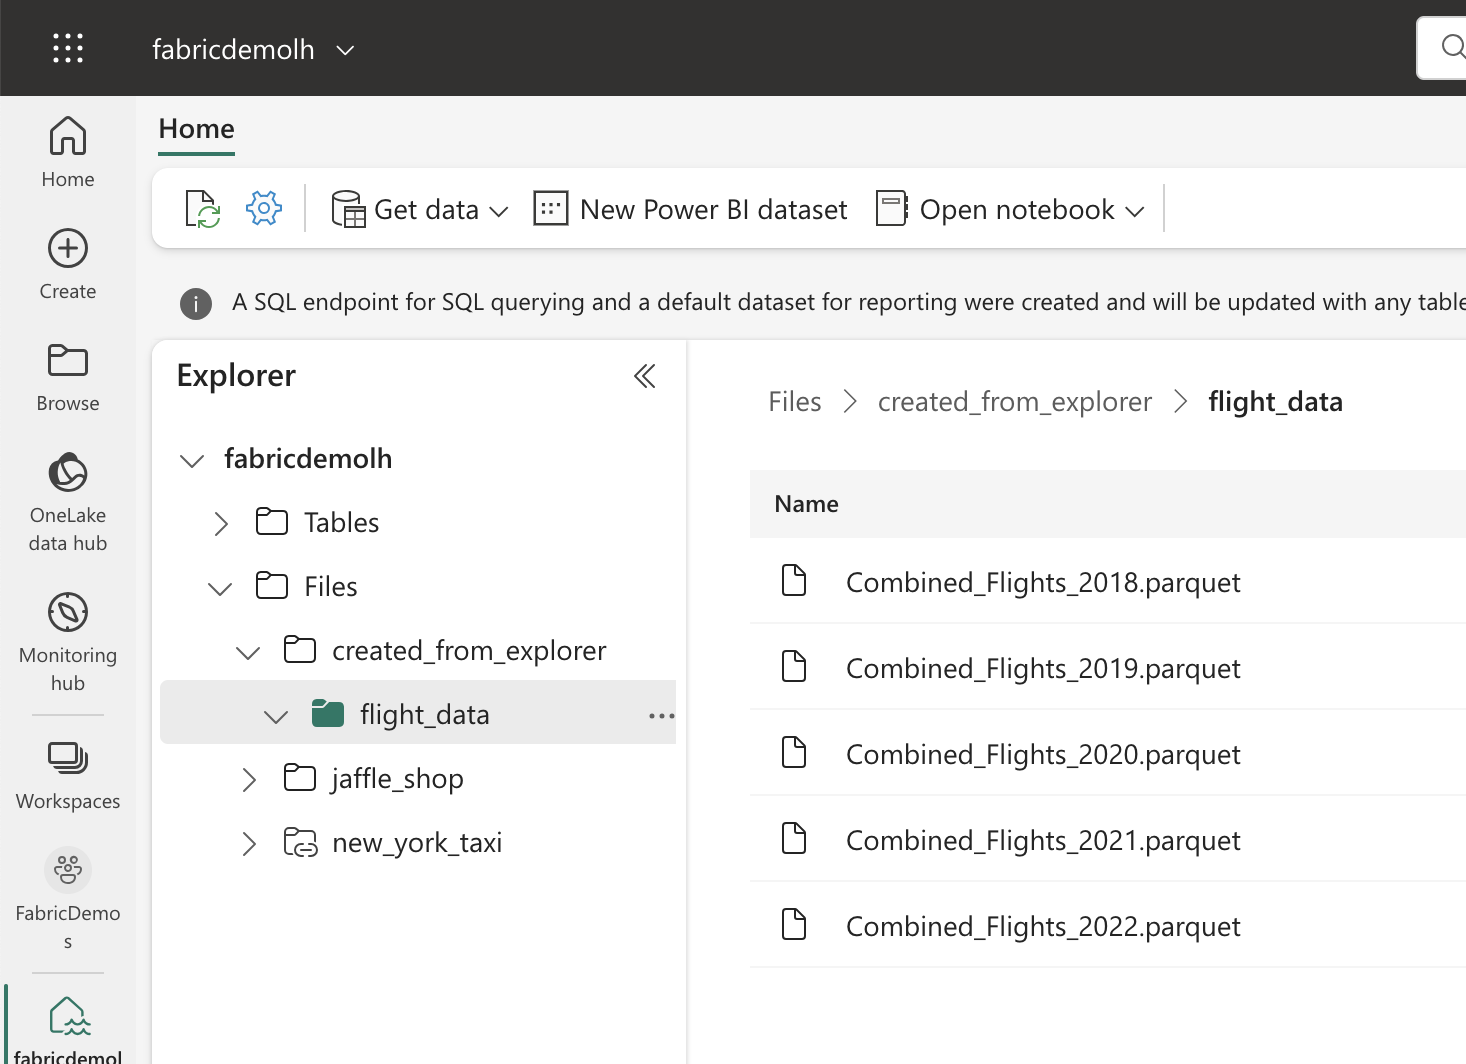 fabricdemolh
Home
Home
Get data
New Power BI dataset
Open notebook
Create
A SQL endpoint for SQL querying and a default dataset for reporting were created and will be updated with any
Browse
OneLake
data hub
Monitoring
hub
Workspaces
FabricDemo
s
fabricdemol
Explorer
fabricdemolh
Tables
Files
created_from_explorer
flight_data
jaffle_shop
new_york_taxi
Files
created_from_explorer
flight_data
Name
Combined_Flights_2018.parquet
Combined_Flights_2019.parquet
Combined_Flights_2020.parquet
Combined_Flights_2021.parquet
Combined_Flights_2022.parquet